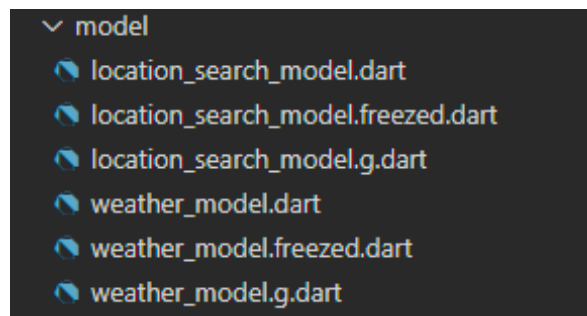 model
location_search_model.dart
location_search_model.freezed.dart
location_search_model.g.dart
weather_model.dart
weather_model.freezed.dart
weather_model.g.dart